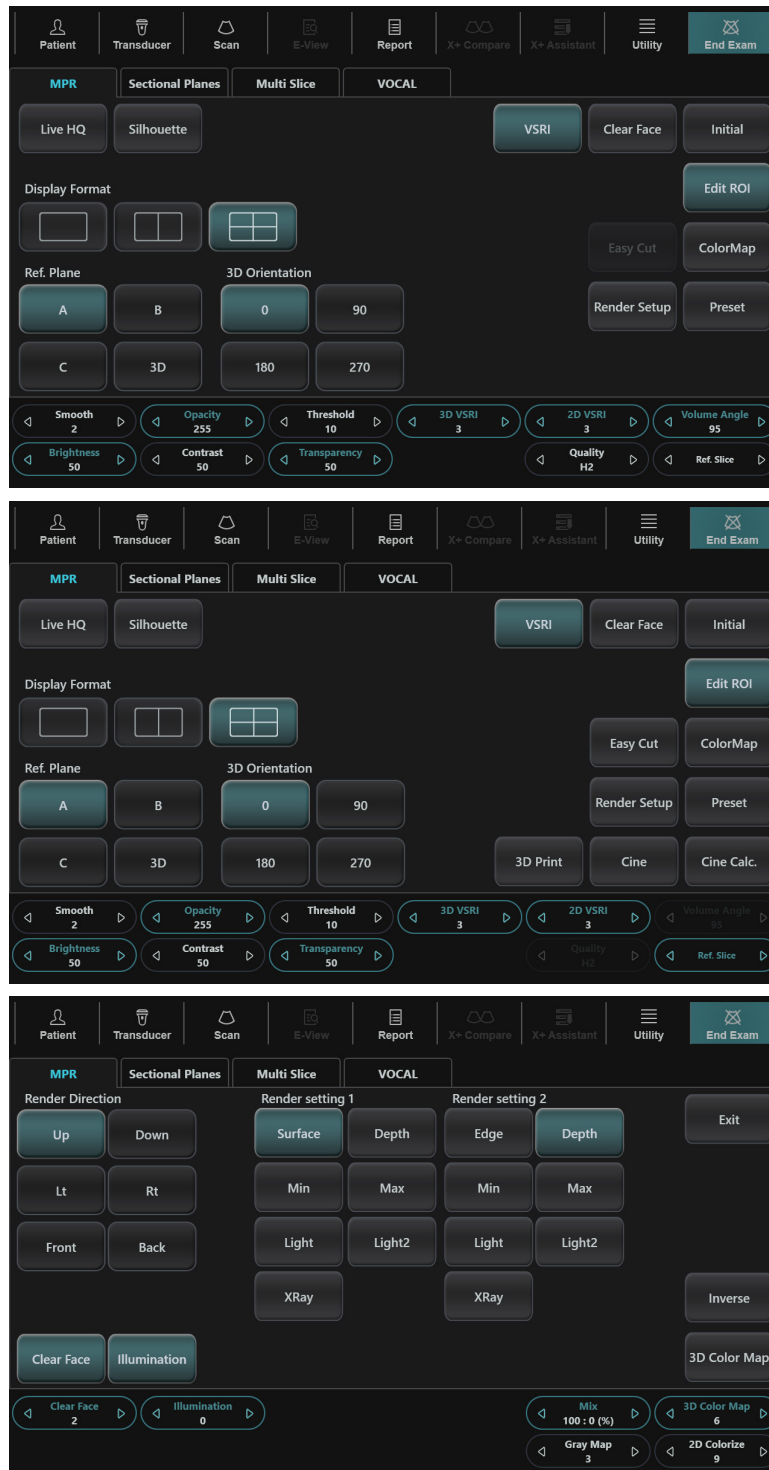 Patient Transducer Scan E-View Report X+ Compare X+ Assistant Utility End Exam
MPR Sectional Planes Multi Slice VOCAL
Live HQ Silhouette VSRI Clear Face Initial
Edit ROI
Display Format
Easy Cut ColorMap
Ref. Plane 3D Orientation
A B 0 90 Render Setup Preset
C 3D 180 270
Smooth Opacity Threshold 3D VSRI 2D VSRI Volume Angle
2 255 10 3 3 95
Brightness Contrast Transparency Quality Ref. Slice
50 50 50 H2
Patient Transducer Scan E-View Report X+ Compare X+ Assistant Utility End Exam
MPR Sectional Planes Multi Slice VOCAL
Live HQ Silhouette VSRI Clear Face Initial
Display Format Edit ROI
Easy Cut ColorMap
Ref. Plane 3D Orientation
A B 0 90 Render Setup Preset
C 3D 180 270 3D Print Cine Cine Calc.
Smooth Opacity Threshold 3D VSRI 2D VSRI Volume Angle
2 255 10 3 3 95
Brightness Contrast Transparency Quality Ref. Slice
50 50 50 H2
Patient Transducer Scan E-View Report X+ Compare X+ Assistant Utility End Exam
MPR Sectional Planes Multi Slice VOCAL
Render Direction Render setting 1 Render setting 2
Up Down Surface Depth Edge Depth Exit
Lt Rt Min Max Min Max
Front Back Light Light2 Light Light2
XRay XRay Inverse
Clear Face Illumination 3D Color Map
Clear Face Illumination Mix 3D Color Map
2 0 100 : 0 (%) 6
Gray Map 2D Colorize
3 9